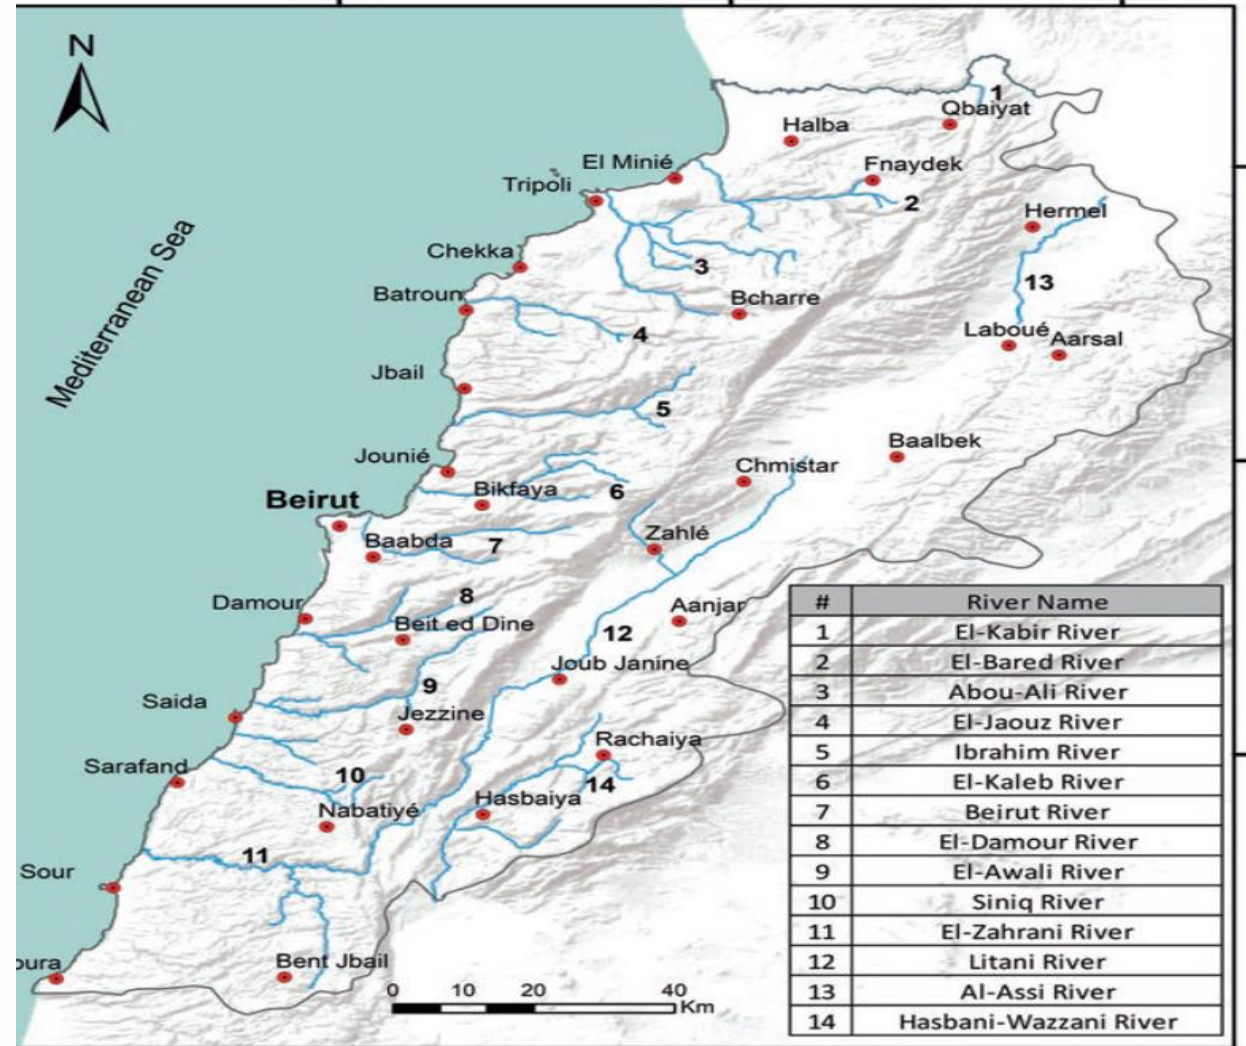 N
1
Qbaiyat
Halba
El Minié
Fnaydek
Tripoli
2
Hermel
Chekka
3
13
Batroun
Bcharre
4
Laboué
Aarsal
Jbail
5
Mediterranean Sea
Baalbek
Jounié
Chmistar
Bikfaya
6
Beirut
Zahlé
Baabda
7
8
Damour
Beit ed Dine
Aanjar
12
Joub Janine
9
Saida
Jezzine
Rachaiya
Sarafand
10
14
Hasbaiya
Nabatiyé
11
Sour
oura
Bent Jbail
0 10 20 40
Km
# River Name
1 El-Kabir River
2 El-Bared River
3 Abou-Ali River
4 El-Jaouz River
5 Ibrahim River
6 El-Kaleb River
7 Beirut River
8 El-Damour River
9 El-Awali River
10 Siniq River
11 El-Zahrani River
12 Litani River
13 Al-Assi River
14 Hasbani-Wazzani River